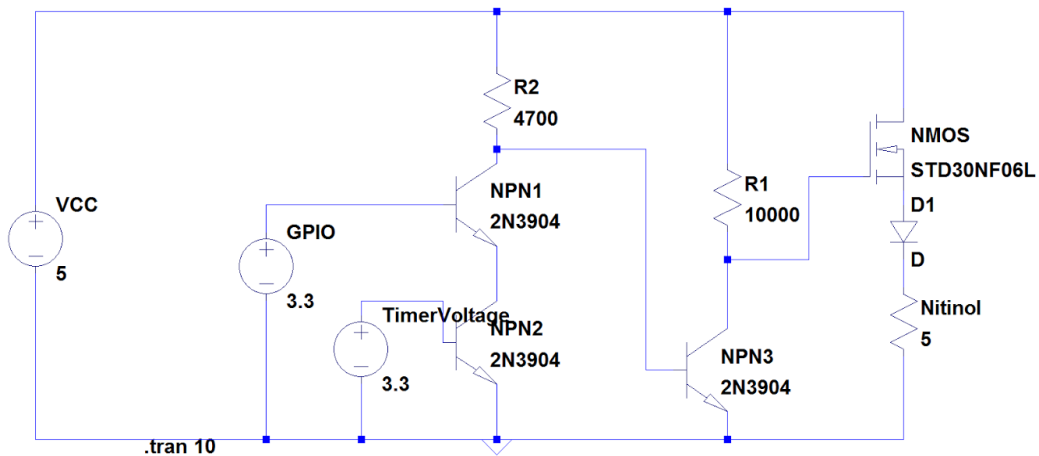 R2
4700
NMOS
STD30NF06L
NPN1
2N3904
R1
10000
VCC
5
D1
D
GPIO
3.3
TimerVoltage
NPN2
2N3904
3.3
Nitinol
5
NPN3
2N3904
.tran 10